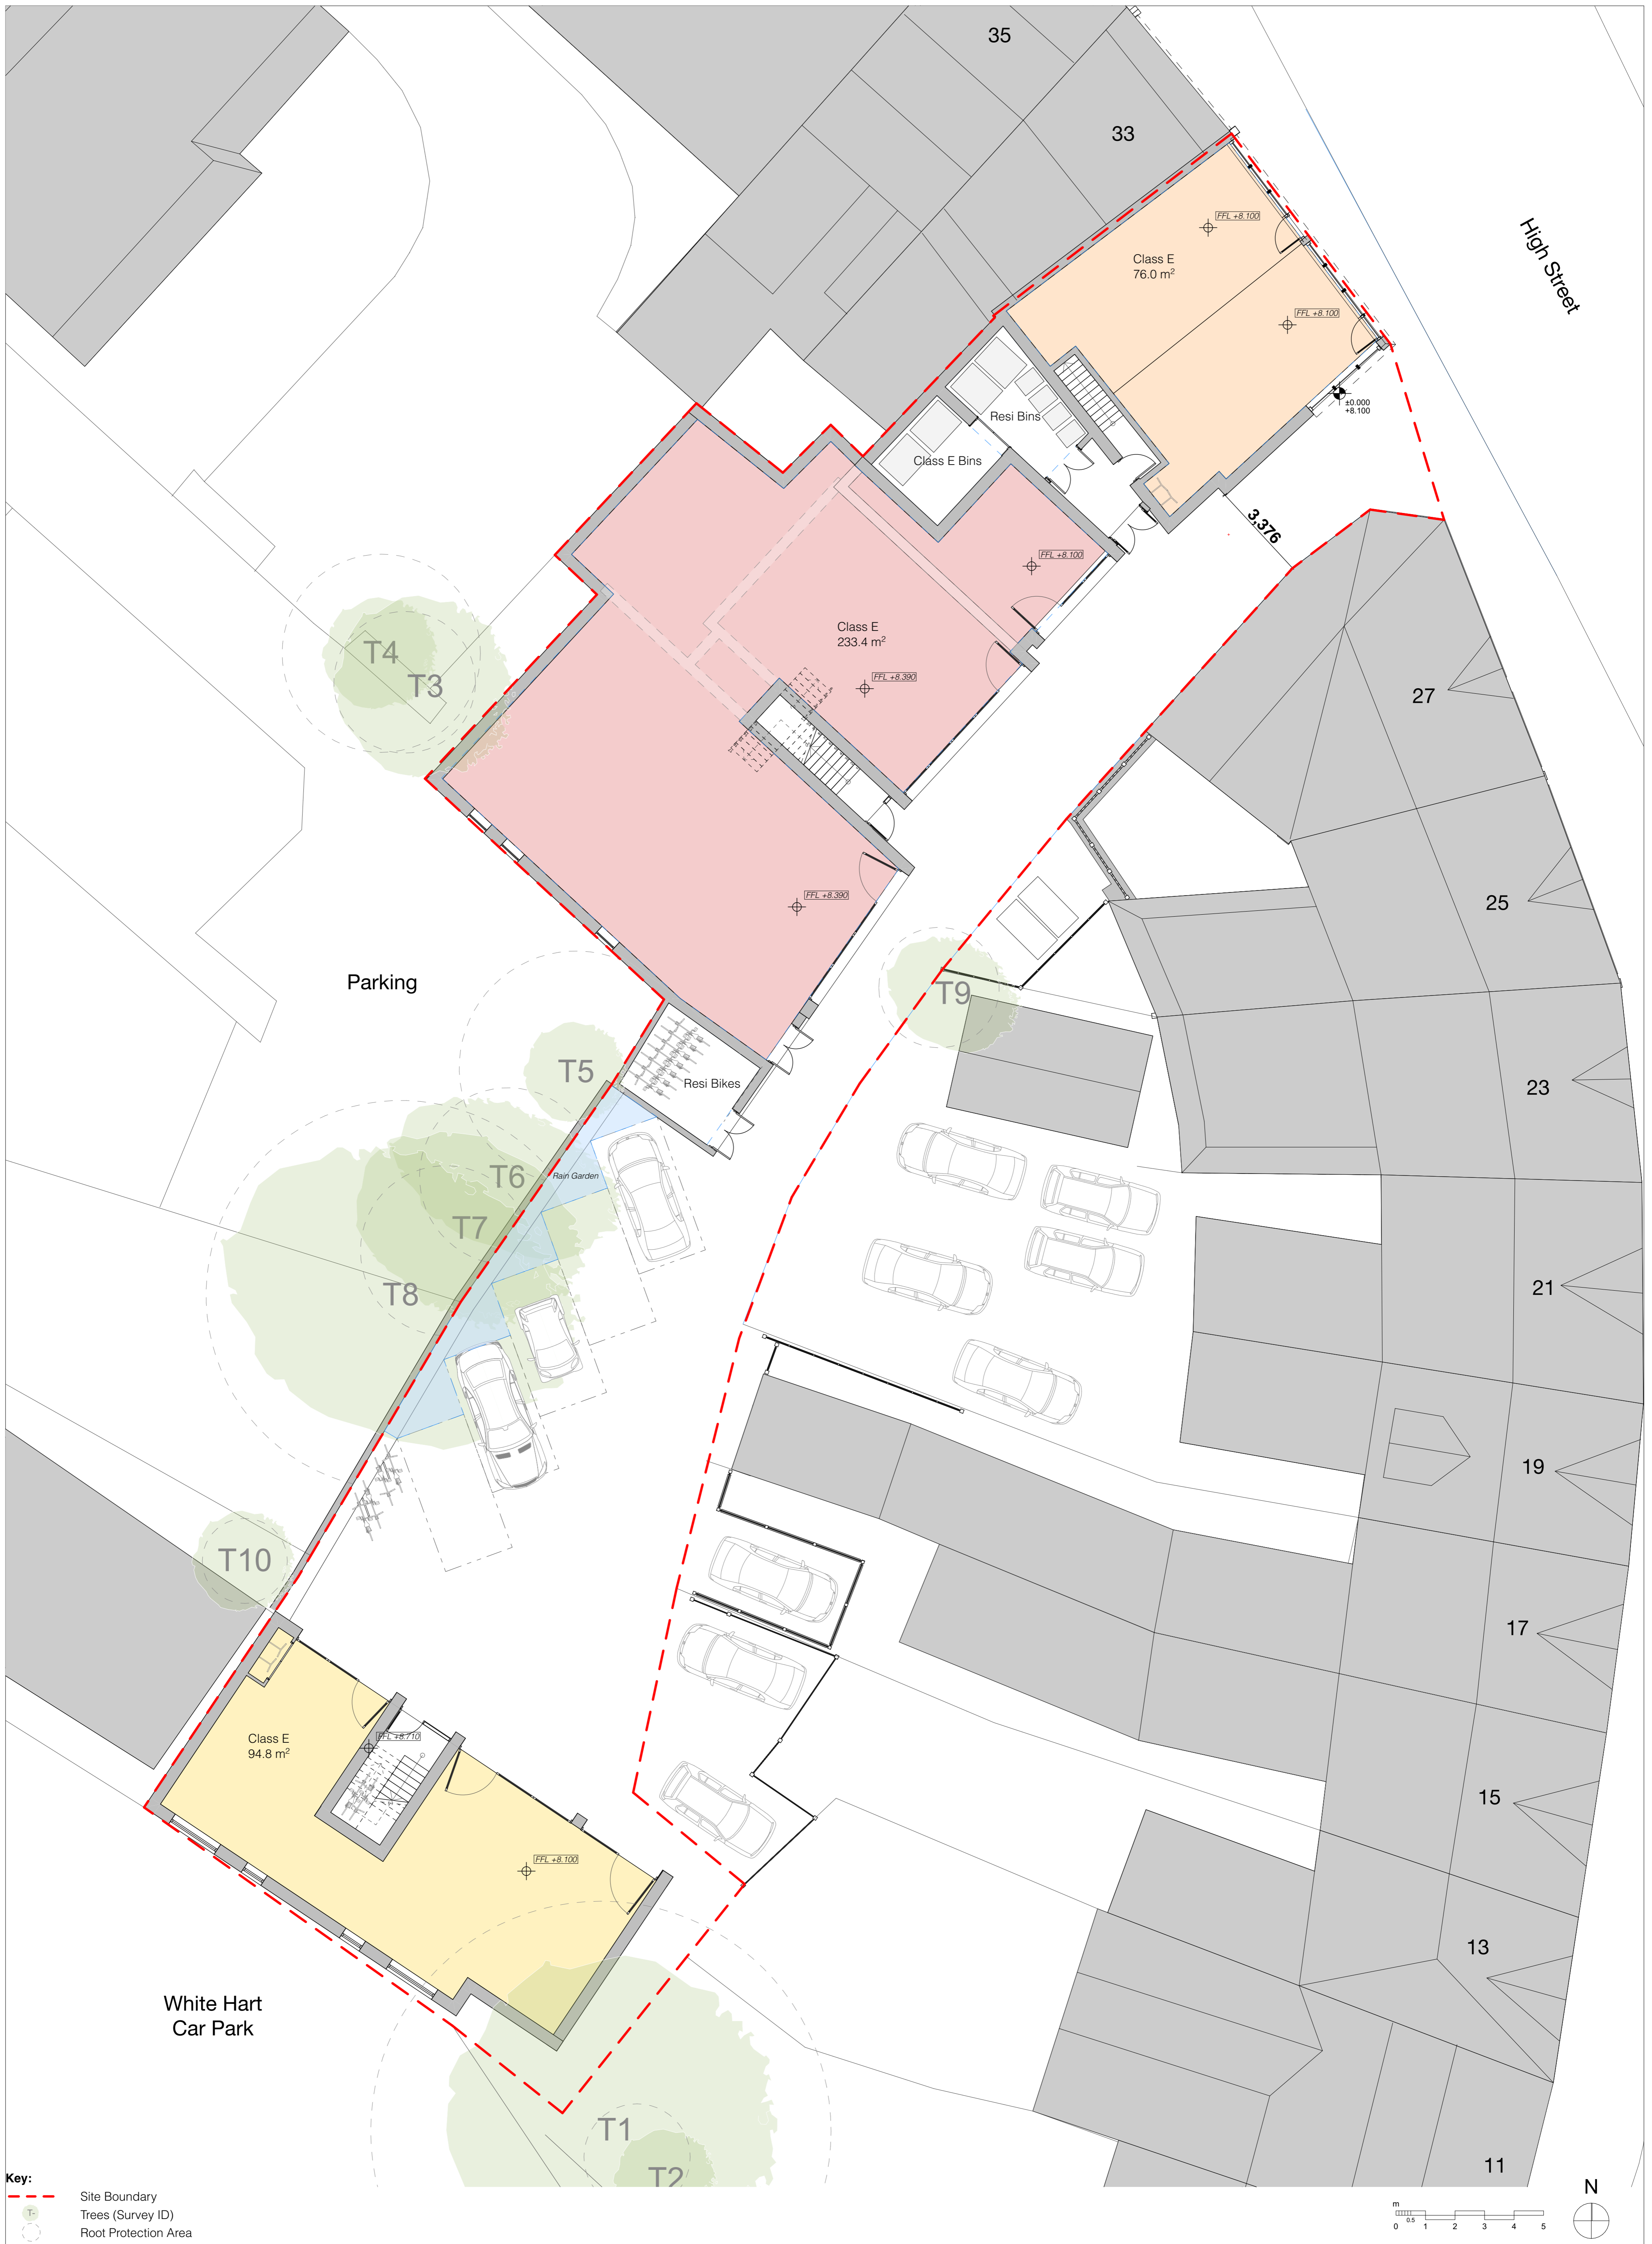 35
33
High Street
FFL +8.100
Class E
76.0 m²
FFL +8.100
±0.000
+8.100
Resi Bins
Class E Bins
3,376
FFL +8.100
Class E
233.4 m²
FFL +8.390
T4
T3
27
FFL +8.390
25
Parking
T9
T5
Resi Bikes
23
T6
Rain Garden
T7
T8
21
19
T10
17
Class E
94.8 m²
FFL +8.710
15
FFL +8.100
13
White Hart
Car Park
T1
T2
11
Key:
Site Boundary
T-
Trees (Survey ID)
Root Protection Area
m
0 0.5 1 2 3 4 5
N